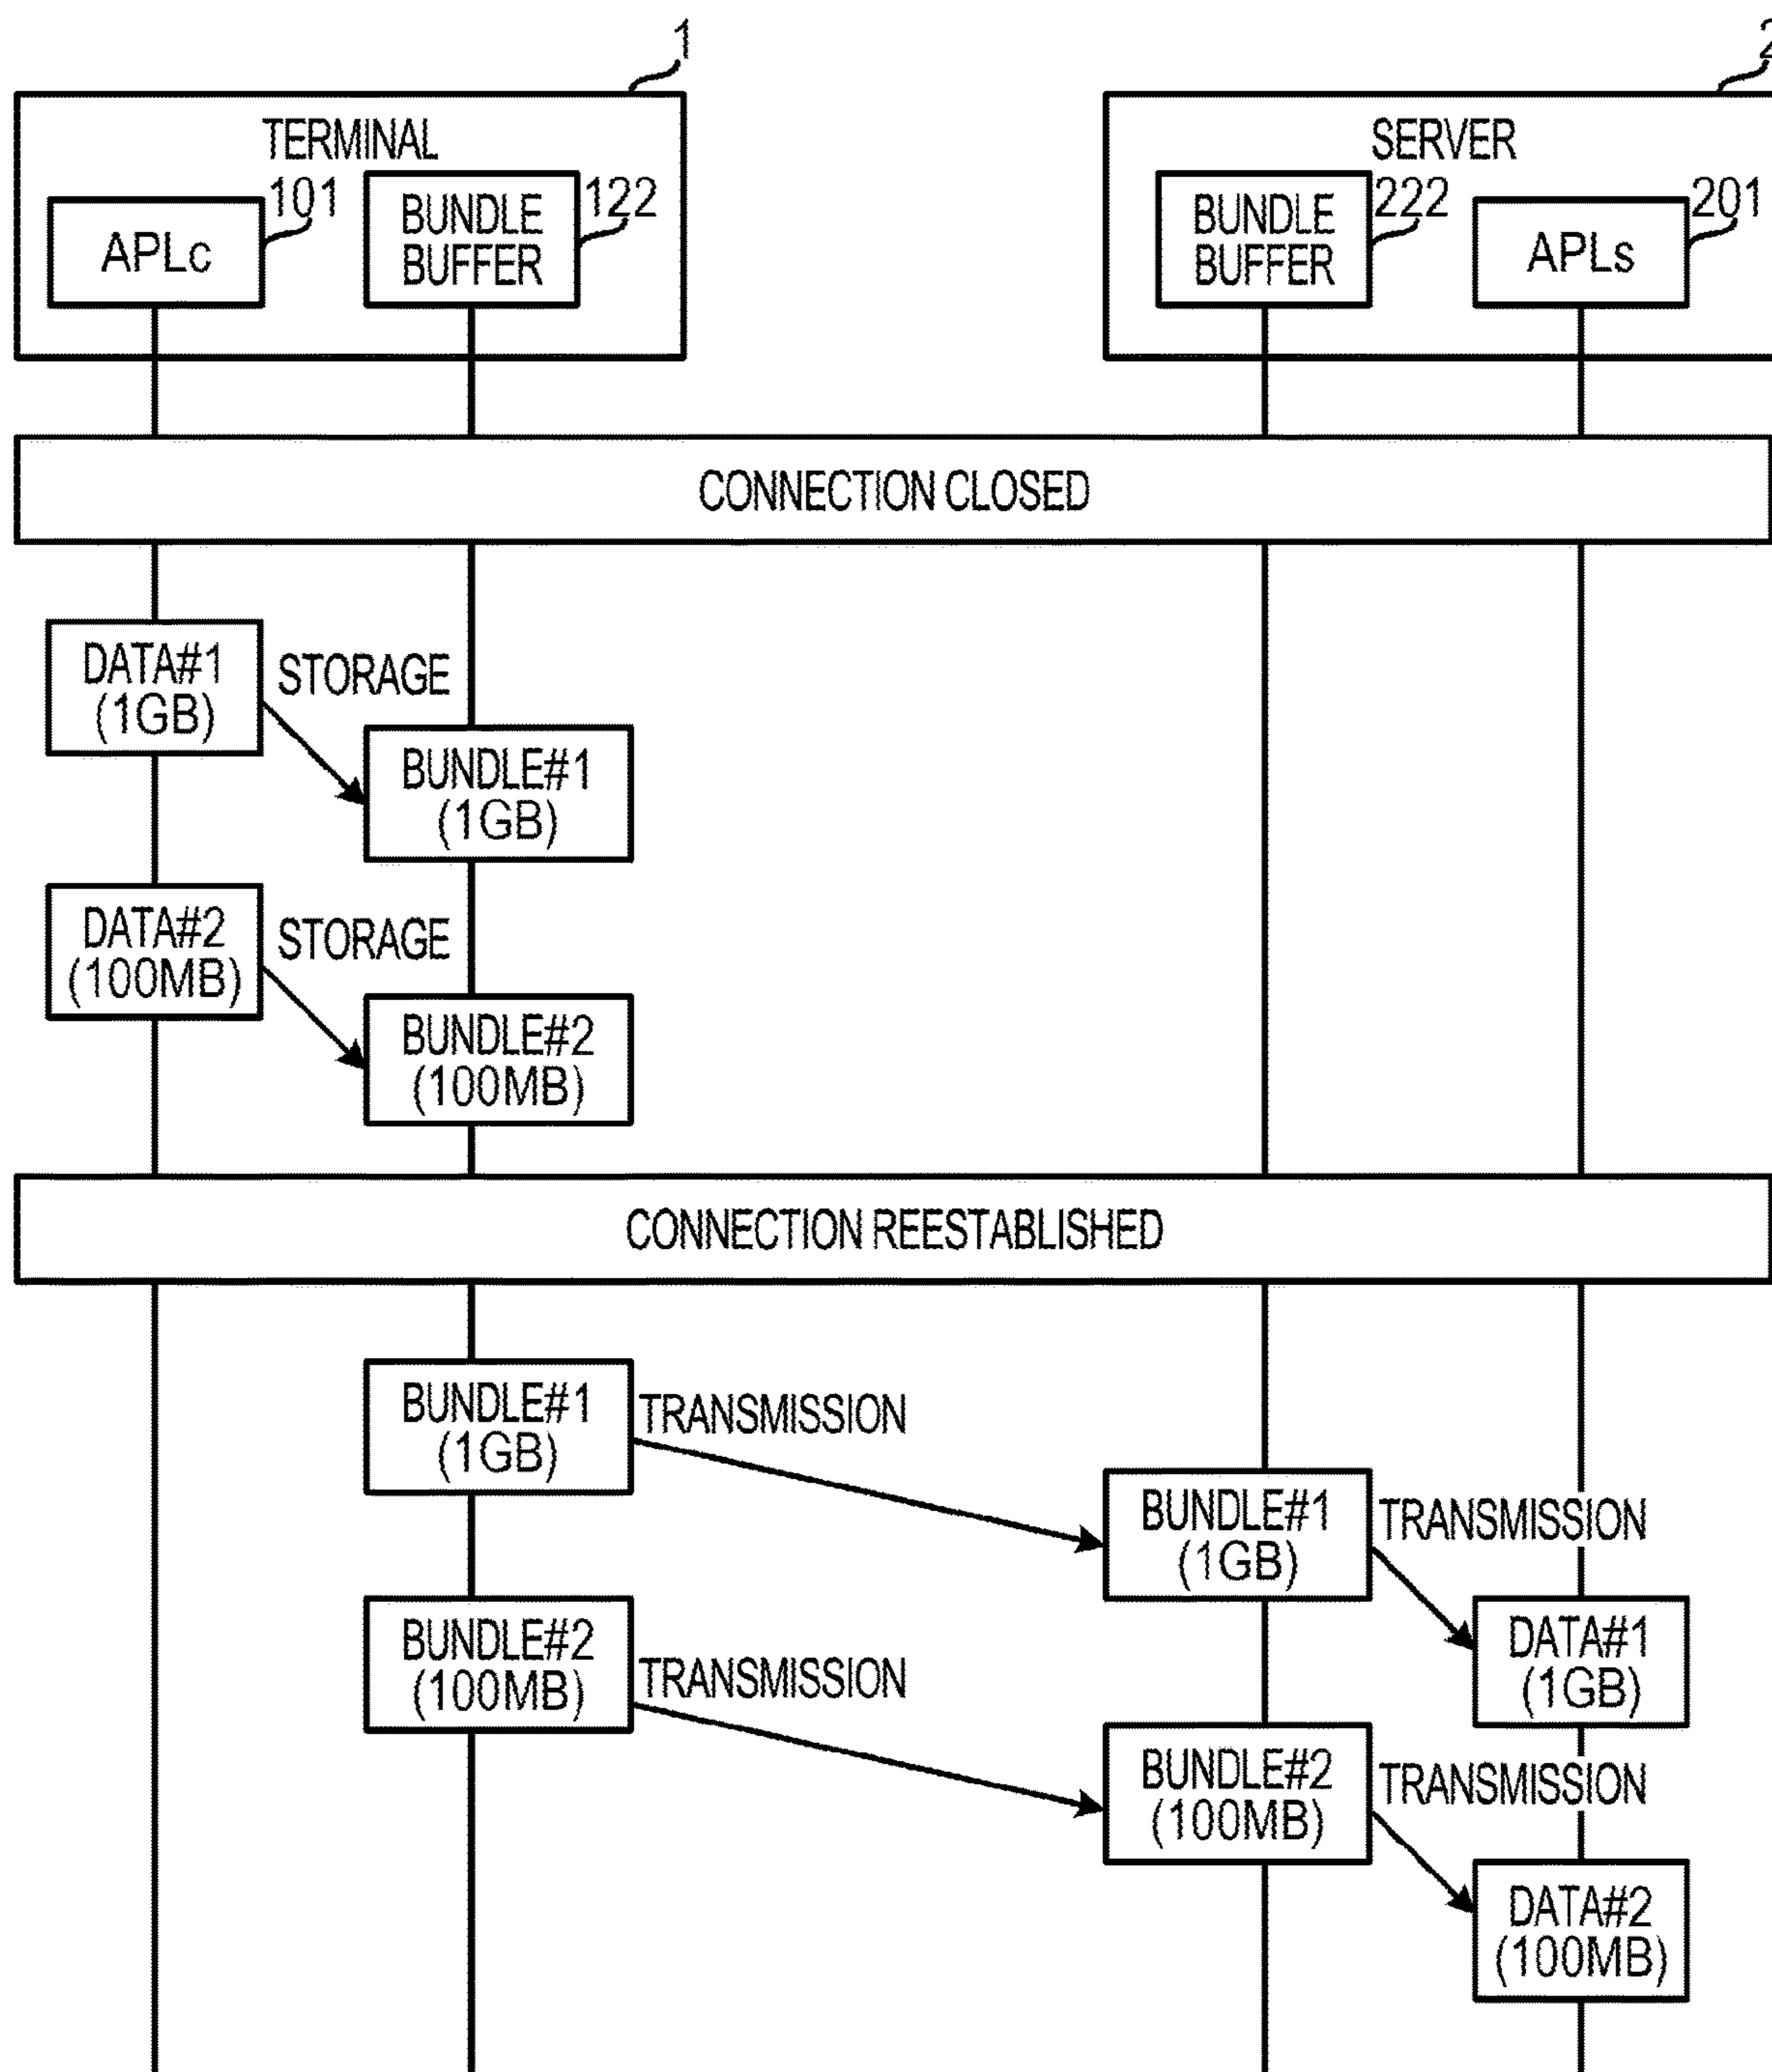 1
2
TERMINAL
SERVER
101
122
222
201
APLc
BUNDLE
BUFFER
BUNDLE
BUFFER
APLs
CONNECTION CLOSED
DATA#1
(1GB)
STORAGE
BUNDLE#1
(1GB)
DATA#2
(100MB)
STORAGE
BUNDLE#2
(100MB)
CONNECTION REESTABLISHED
BUNDLE#1
(1GB)
TRANSMISSION
BUNDLE#1
(1GB)
TRANSMISSION
BUNDLE#2
(100MB)
TRANSMISSION
DATA#1
(1GB)
BUNDLE#2
(100MB)
TRANSMISSION
DATA#2
(100MB)